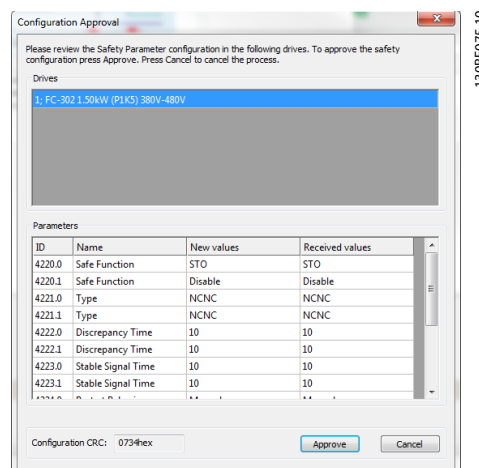 Configuration Approval
Please review the Safety Parameter configuration in the following drives. To approve the safety
configuration press Approve. Press Cancel to cancel the process.
Drives
1; FC-302 1.50kW (P1K5) 380V-480V
Parameters
ID Name New values Received values
4220.0 Safe Function STO STO
4220.1 Safe Function Disable Disable
4221.0 Type NCNC NCNC
4221.1 Type NCNC NCNC
4222.0 Discrepancy Time 10 10
4222.1 Discrepancy Time 10 10
4223.0 Stable Signal Time 10 10
4223.1 Stable Signal Time 10 10
Configuration CRC: 0734hex Approve Cancel